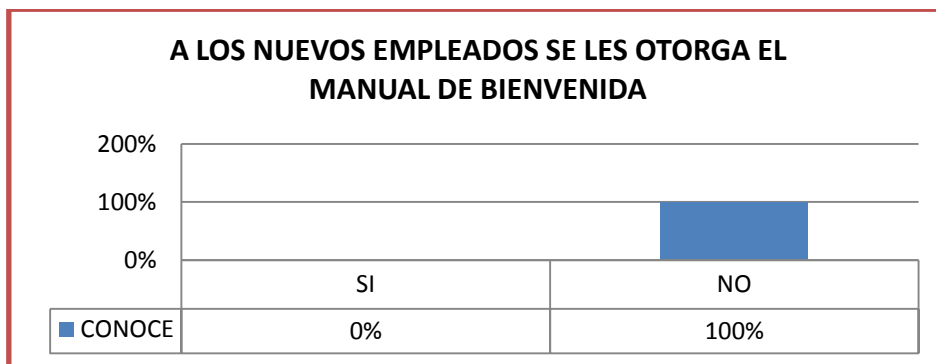 A LOS NUEVOS EMPLEADOS SE LES OTORGA EL
MANUAL DE BIENVENIDA
200%
100%
0%
SI NO
CONOCE 0% 100%